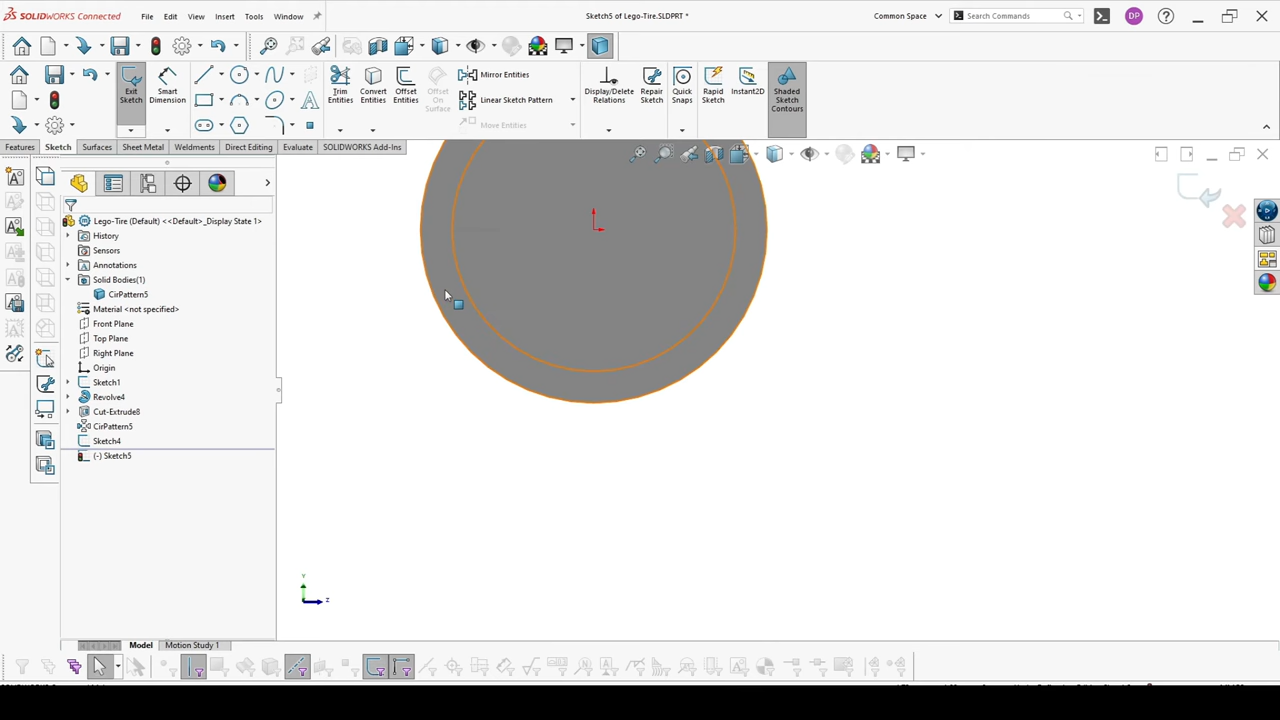 SOLIDWORKS Connected
File
Edit
View
Insert
Tools
Window
Sketch5 of Lego-Tire.SLDPRT *
Common Space
Search Commands
DP
Exit Sketch
Smart Dimension
Trim Entities
Convert Entities
Offset Entities
Offset On Surface
Mirror Entities
Linear Sketch Pattern
Move Entities
Display/Delete Relations
Repair Sketch
Quick Snaps
Rapid Sketch
Instant2D
Shaded Sketch Contours
Features
Sketch
Surfaces
Sheet Metal
Weldments
Direct Editing
Evaluate
SOLIDWORKS Add-Ins
Lego-Tire (Default) <<Default>_Display State 1>
History
Sensors
Annotations
Solid Bodies(1)
CirPattern5
Material <not specified>
Front Plane
Top Plane
Right Plane
Origin
Sketch1
Revolve4
Cut-Extrude8
CirPattern5
Sketch4
(-) Sketch5
Y
Z
Model
Motion Study 1